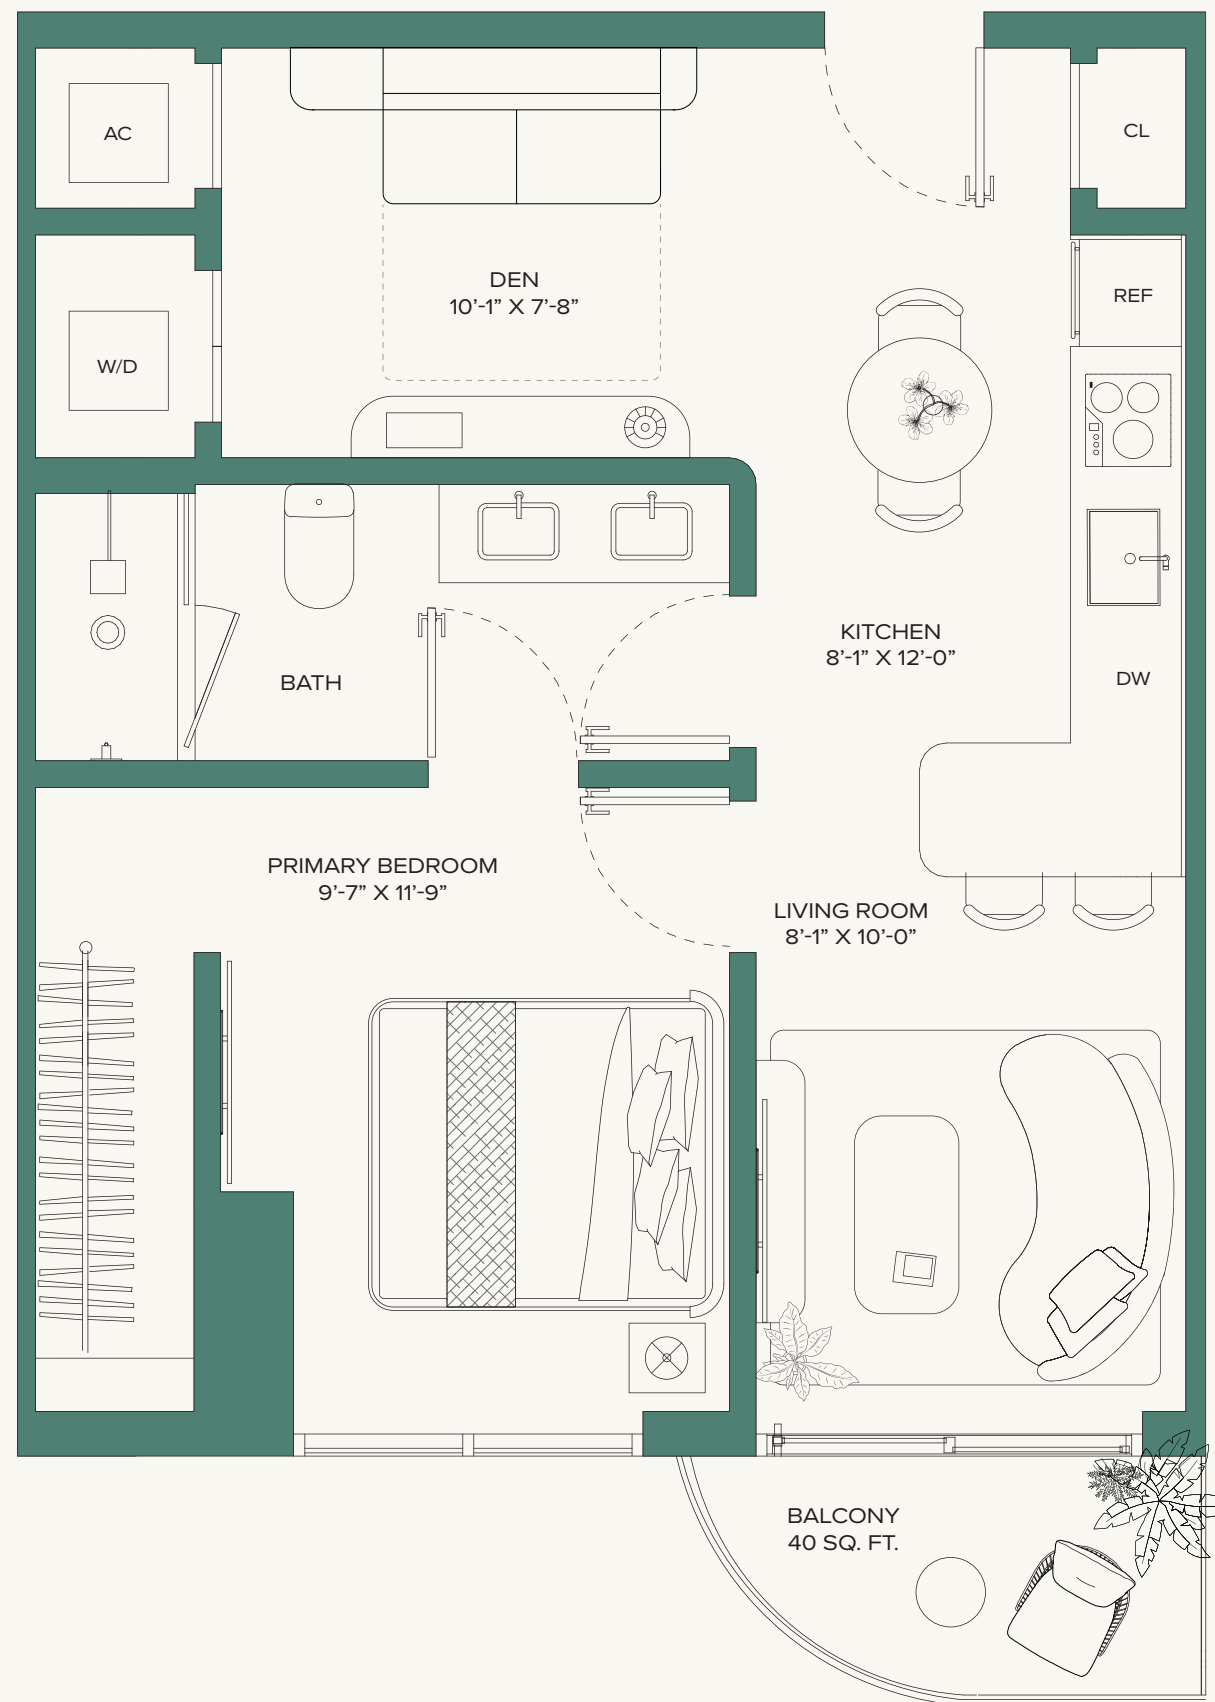 AC
CL
DEN
10’-1” X 7’-8”
REF
W/D
KITCHEN
8’-1” X 12’-0”
BATH
DW
PRIMARY BEDROOM
9’-7” X 11’-9”
LIVING ROOM
8’-1” X 10’-0”
BALCONY
40 SQ. FT.